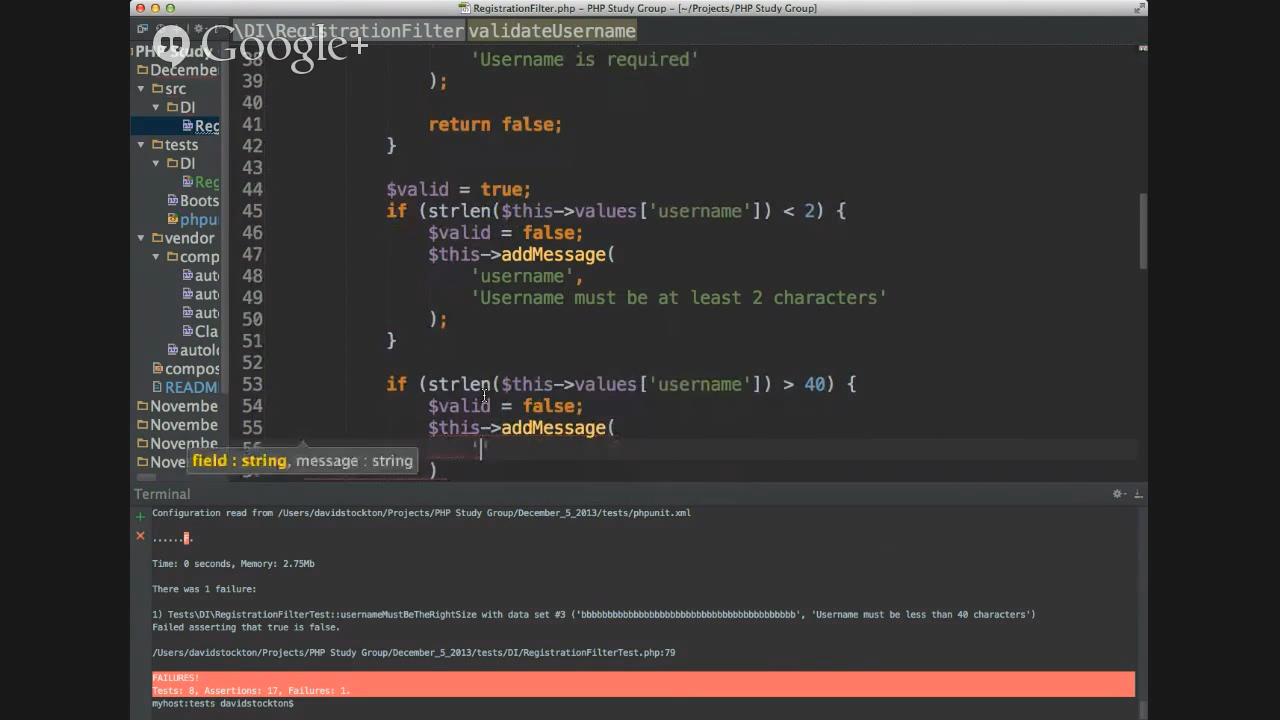 RegistrationFilter.php - PHP Study Group - [~/Projects/PHP Study Group]
\DI\RegistrationFilter validateUsername
Google+
PHP Study
Decembe
src
DI
Reg
tests
DI
Reg
Boots
phpu
vendor
comp
auto
auto
auto
Cla
autolo
compos
README
Novembe
Novembe
Novembe
Nove
38 'Username is required'
39 );
40
41 return false;
42 }
43
44 $valid = true;
45 if (strlen($this->values['username']) < 2) {
46 $valid = false;
47 $this->addMessage(
48 'username',
49 'Username must be at least 2 characters'
50 );
51 }
52
53 if (strlen($this->values['username']) > 40) {
54 $valid = false;
55 $this->addMessage(
56 ''
)
field : string, message : string
Terminal
Configuration read from /Users/davidstockton/Projects/PHP Study Group/December_5_2013/tests/phpunit.xml
......F.
Time: 0 seconds, Memory: 2.75Mb
There was 1 failure:
1) Tests\DI\RegistrationFilterTest::usernameMustBeTheRightSize with data set #3 ('bbbbbbbbbbbbbbbbbbbbbbbbbbbbbbbbbbbbbbbbb', 'Username must be less than 40 characters')
Failed asserting that true is false.
/Users/davidstockton/Projects/PHP Study Group/December_5_2013/tests/DI/RegistrationFilterTest.php:79
FAILURES!
Tests: 8, Assertions: 17, Failures: 1.
myhost:tests davidstockton$